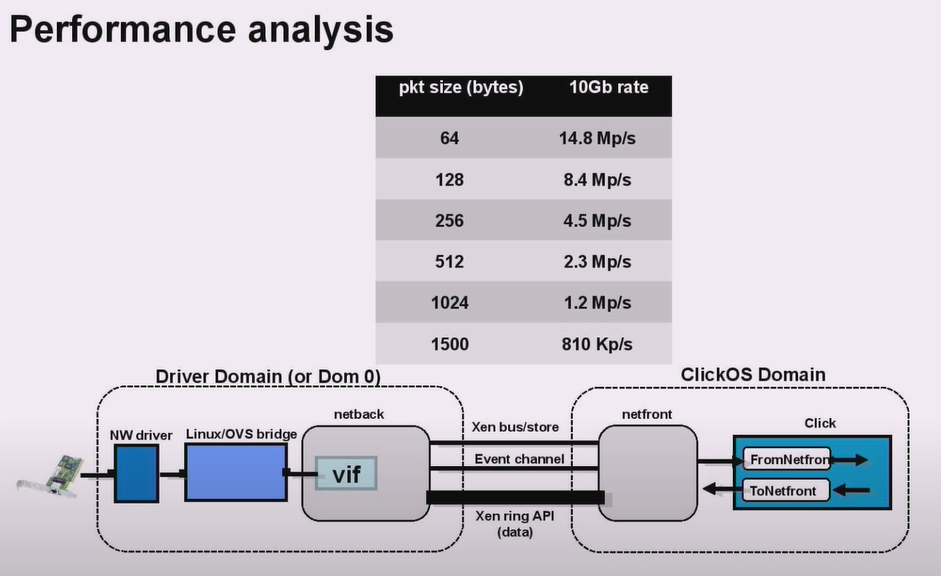 Performance analysis
pkt size (bytes) 10Gb rate
64 14.8 Mp/s
128 8.4 Mp/s
256 4.5 Mp/s
512 2.3 Mp/s
1024 1.2 Mp/s
1500 810 Kp/s
Driver Domain (or Dom 0)
NW driver
Linux/OVS bridge
netback
vif
Xen bus/store
Event channel
Xen ring API
(data)
ClickOS Domain
netfront
Click
FromNetfron
ToNetfront